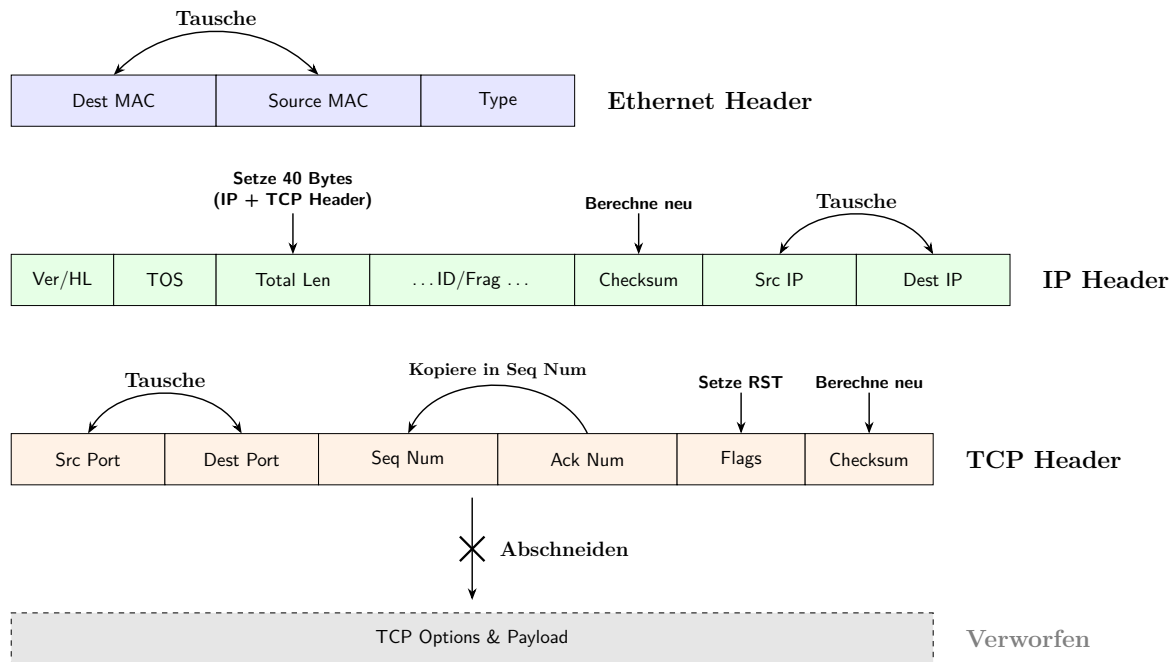 Tausche
Dest MAC Source MAC Type Ethernet Header
Setze 40 Bytes
(IP + TCP Header)
Berechne neu
Tausche
Ver/HL TOS Total Len ...ID/Frag ... Checksum Src IP Dest IP IP Header
Tausche
Kopiere in Seq Num
Setze RST
Berechne neu
Src Port Dest Port Seq Num Ack Num Flags Checksum TCP Header
Abschneiden
TCP Options & Payload Verworfen